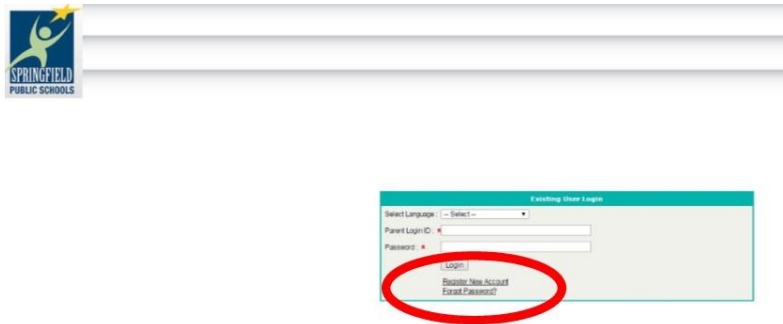 SPRINGFIELD
PUBLIC SCHOOLS
Existing User Login
Select Language : -- Select --
Parent Login ID : *
Password : *
Login
Register New Account
Forgot Password?